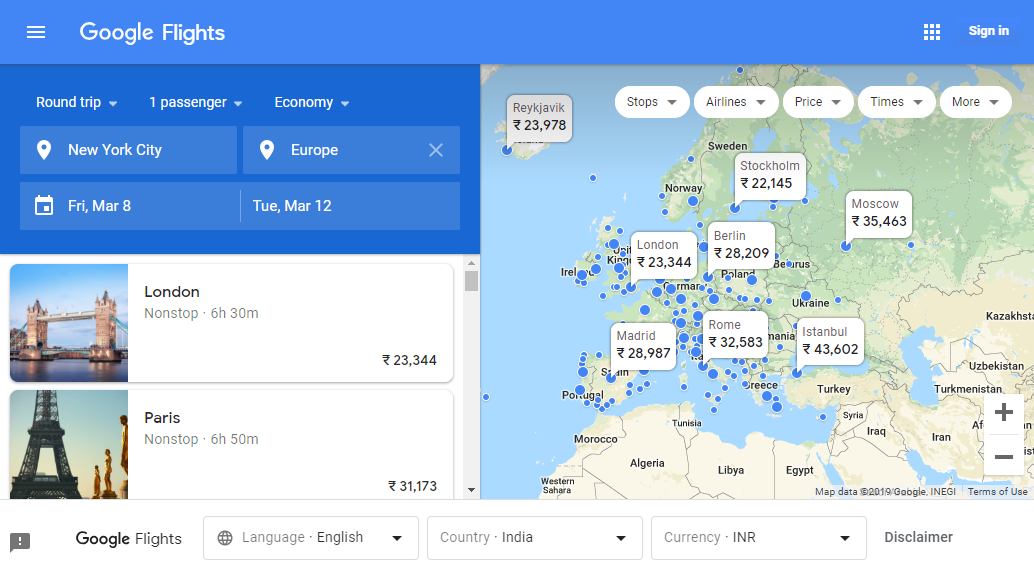 Google Flights
Sign in
Round trip
1 passenger
Economy
New York City
Europe
Fri, Mar 8
Tue, Mar 12
London
Nonstop · 6h 30m
₹ 23,344
Paris
Nonstop · 6h 50m
₹ 31,173
Stops
Airlines
Price
Times
More
Reykjavik
₹ 23,978
Sweden
Stockholm
₹ 22,145
Norway
Moscow
₹ 35,463
Berlin
₹ 28,209
London
₹ 23,344
Belarus
Poland
Ukraine
Kazakhsta
Madrid
₹ 28,987
Rome
₹ 32,583
Istanbul
₹ 43,602
Uzbekistan
Spain
Portugal
Greece
Turkey
Turkmenistan
Tunisia
Syria
Iraq
Iran
Morocco
Algeria
Libya
Egypt
Western
Sahara
Map data ©2019 Google, INEGI
Terms of Use
Google Flights
Language · English
Country · India
Currency · INR
Disclaimer